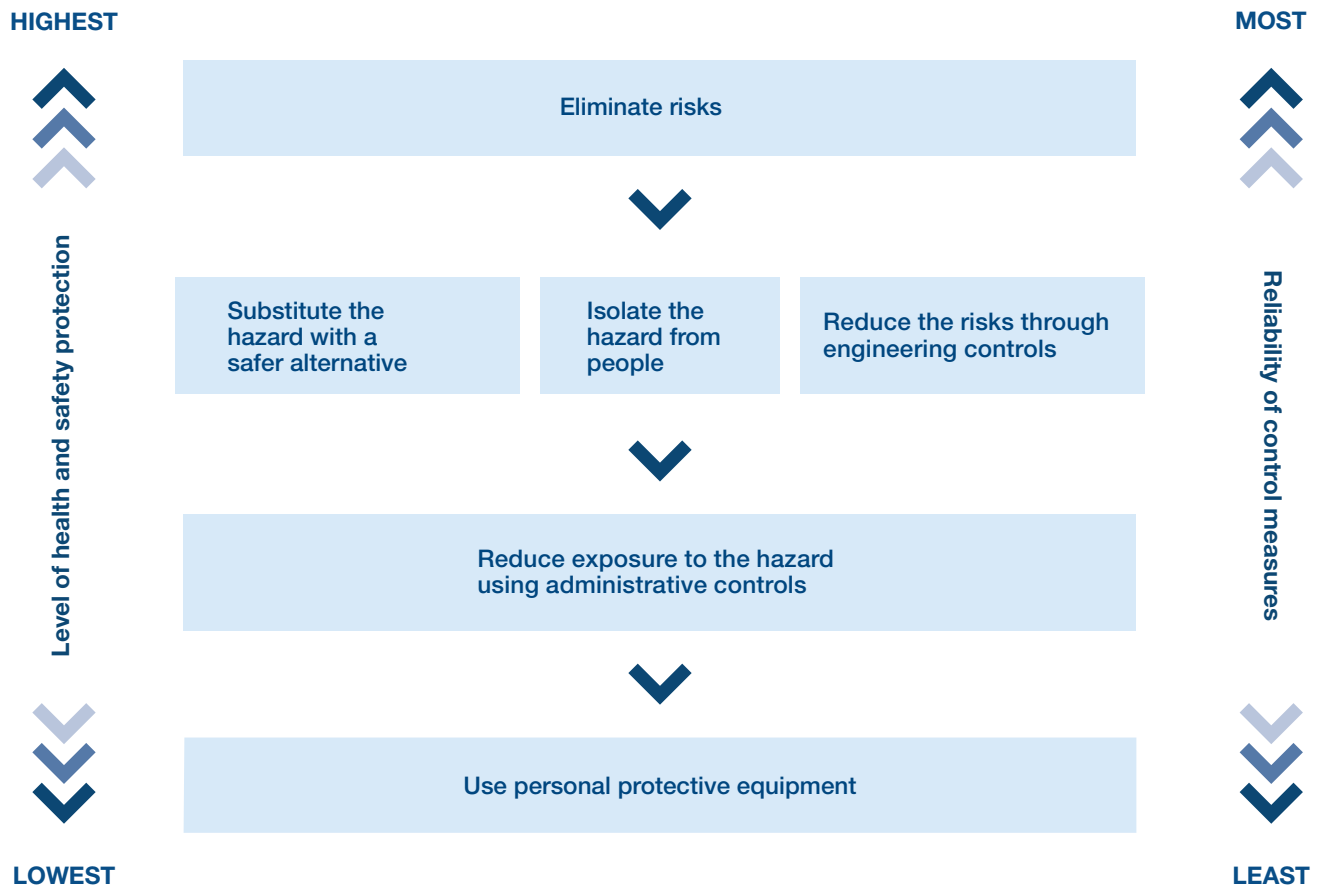 HIGHEST
MOST
Eliminate risks
Level of health and safety protection
Substitute the
hazard with a
safer alternative
Isolate the
hazard from
people
Reduce the risks through
engineering controls
Reliability of control measures
Reduce exposure to the hazard
using administrative controls
Use personal protective equipment
LOWEST
LEAST